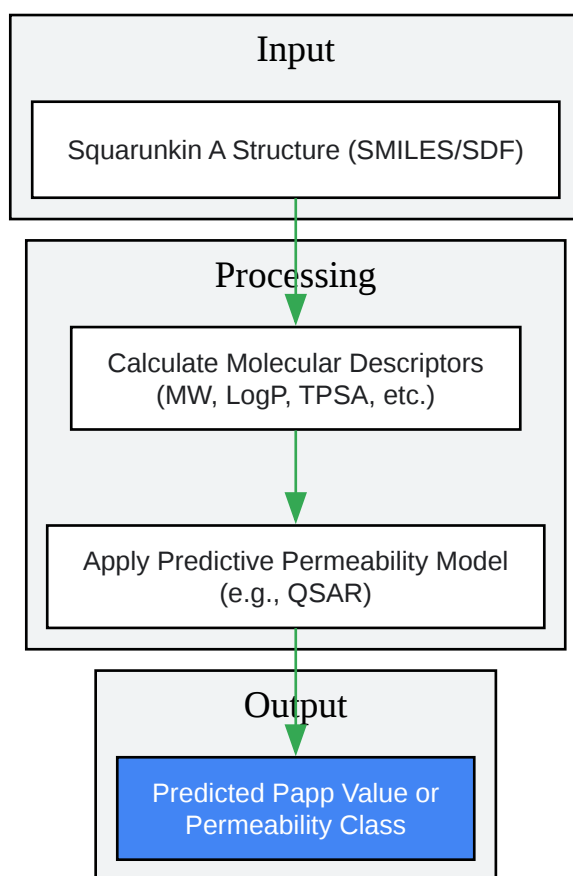 Input
Squarunkin A Structure (SMILES/SDF)
Processing
Calculate Molecular Descriptors
(MW, LogP, TPSA, etc.)
Apply Predictive Permeability Model
(e.g., QSAR)
Output
Predicted Papp Value or
Permeability Class